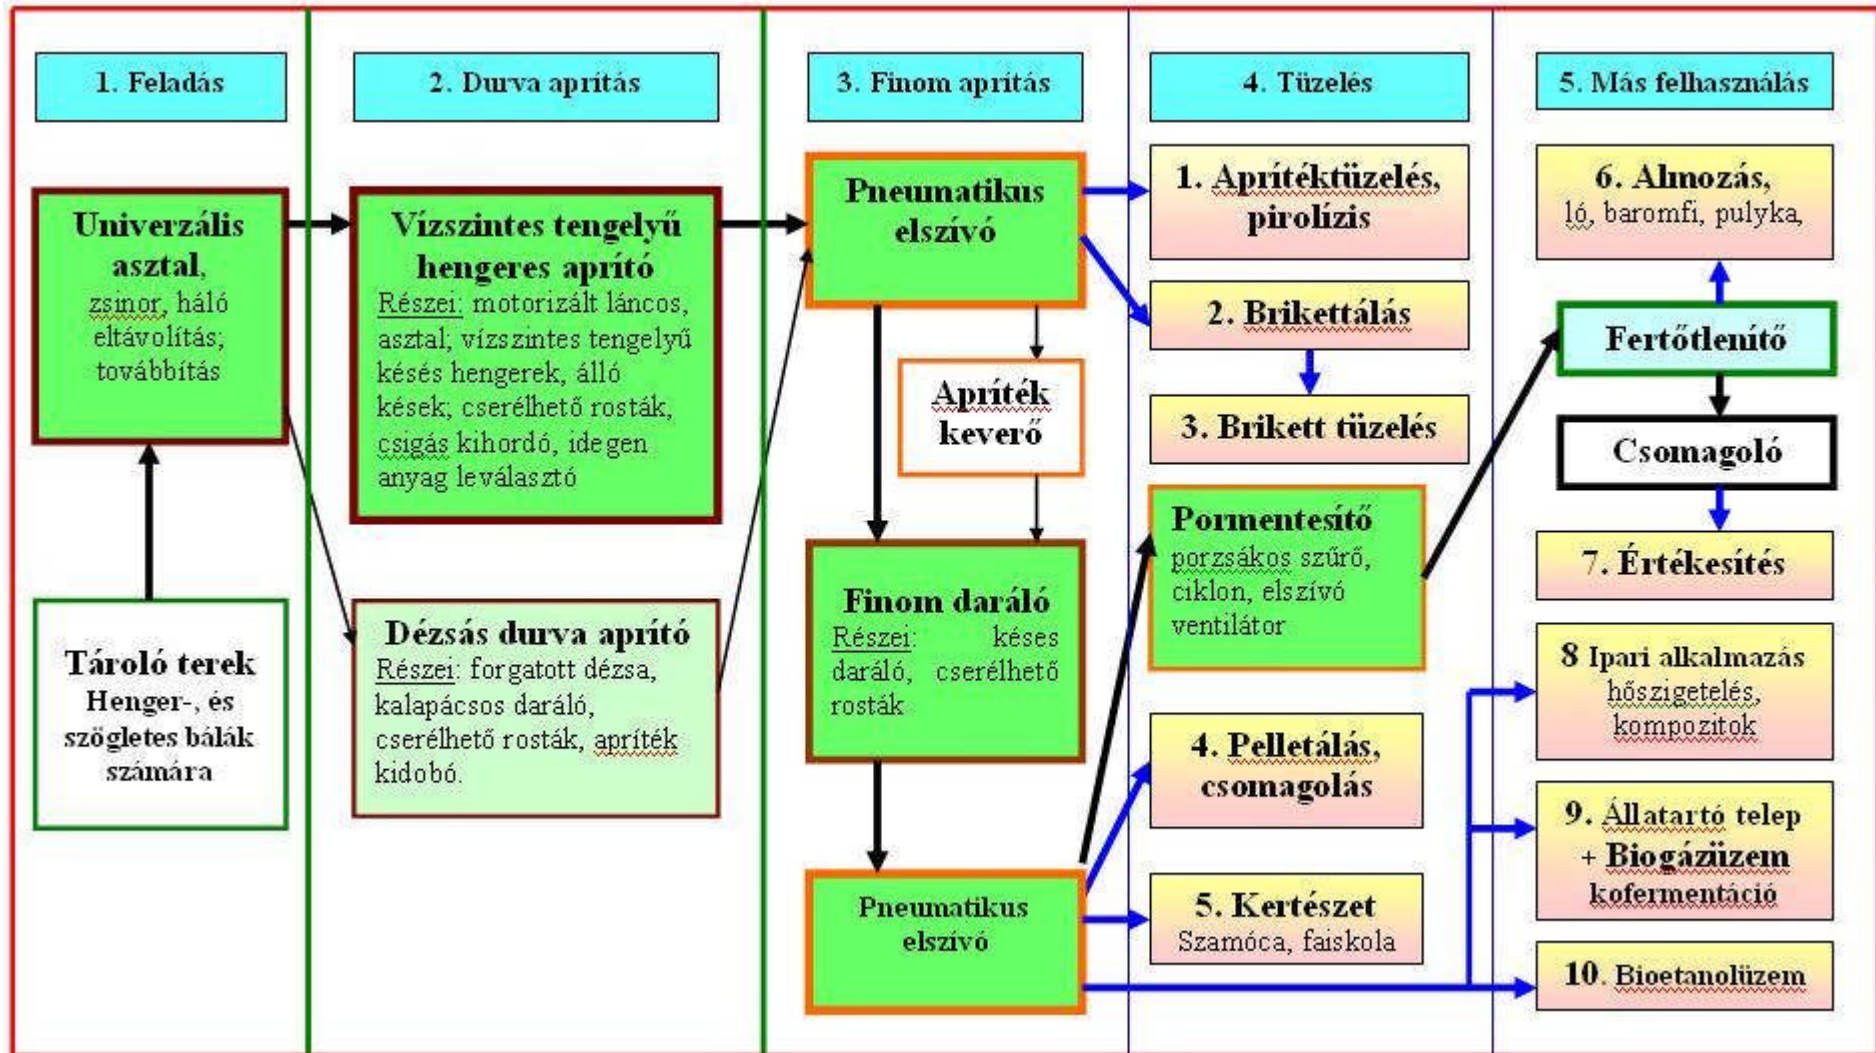 1. Feladás
2. Durva aprítás
3. Finom aprítás
4. Tüzelés
5. Más felhasználás
Univerzális
asztal,
zsinor, háló
eltávolítás;
továbbítás
Tároló terek
Henger-, és
szögletes bálák
számára
Vízszintes tengelyű
hengeres aprító
Részei: motorizált láncos,
asztal; vízszintes tengelyű
késés hengerek, álló
kések; cserélhető rosták,
csigás kihordó, idegen
anyag leválasztó
Dézsás durva aprító
Részei: forgatott dézsa,
kalapácsos daráló,
cserélhető rosták, apríték
kidobó.
Pneumatikus
elszívó
Apríték
keverő
Finom daráló
Részei: késes
daráló, cserélhető
rosták
Pneumatikus
elszívó
1. Aprítéktüzelés,
pirolízis
2. Brikettálás
3. Brikett tüzelés
Pormentesítő
porzsákos szűrő,
ciklon, elszívó
ventilátor
4. Pelletálás,
csomagolás
5. Kertészet
Szamóca, faiskola
6. Almozás,
ló, baromfi, pulyka,
Fertőtlenítő
Csomagoló
7. Értékesítés
8 Ipari alkalmazás
hőszigetelés,
kompozitok
9. Állatartó telep
+ Biogázüzem
kofermentáció
10. Bioetanolüzem